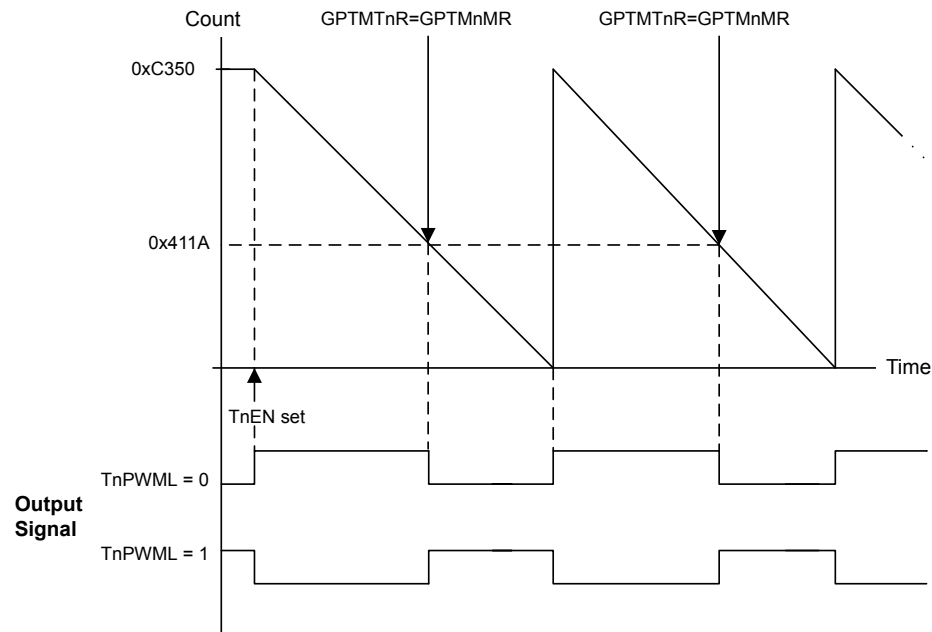 Count
GPTMTnR=GPTMnMR
GPTMTnR=GPTMnMR
0xC350
0x411A
Time
TnEN set
TnPWML = 0
Output
Signal
TnPWML = 1